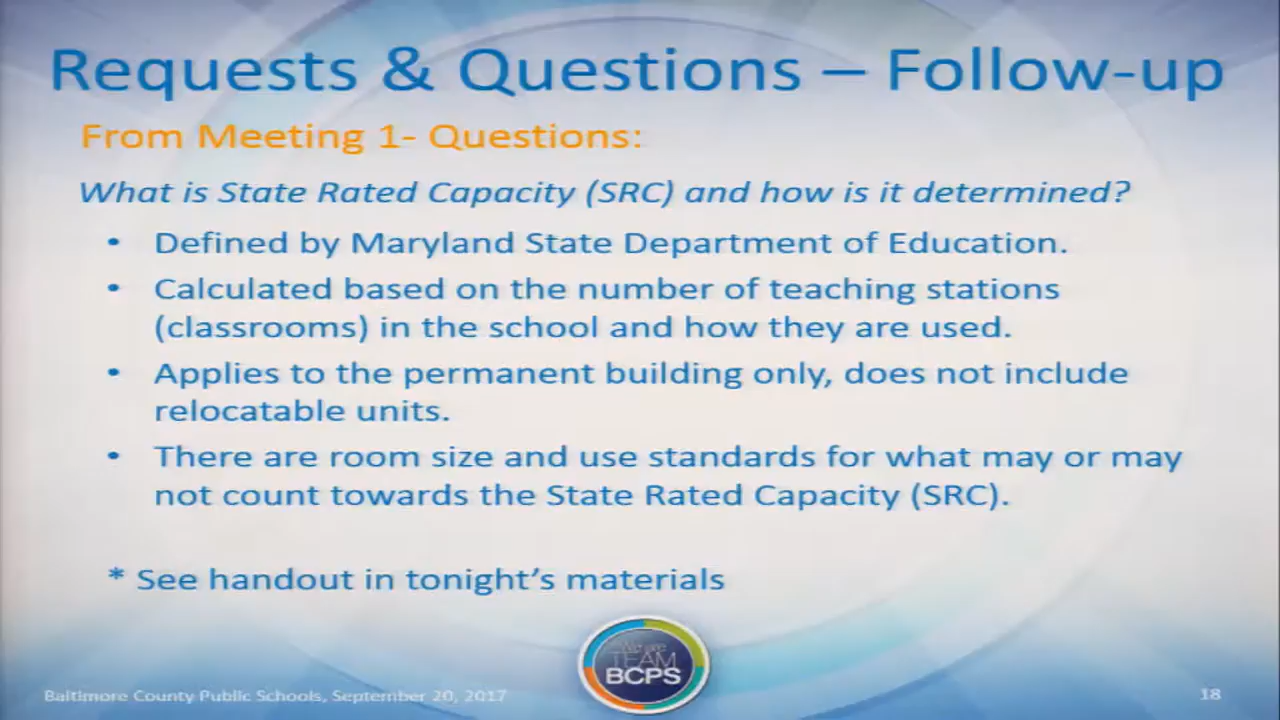 Requests & Questions – Follow-up
From Meeting 1- Questions:
What is State Rated Capacity (SRC) and how is it determined?
• Defined by Maryland State Department of Education.
• Calculated based on the number of teaching stations
(classrooms) in the school and how they are used.
• Applies to the permanent building only, does not include
relocatable units.
• There are room size and use standards for what may or may
not count towards the State Rated Capacity (SRC).
* See handout in tonight's materials
We are
TEAM
BCPS
Baltimore County Public Schools, September 20, 2017
18